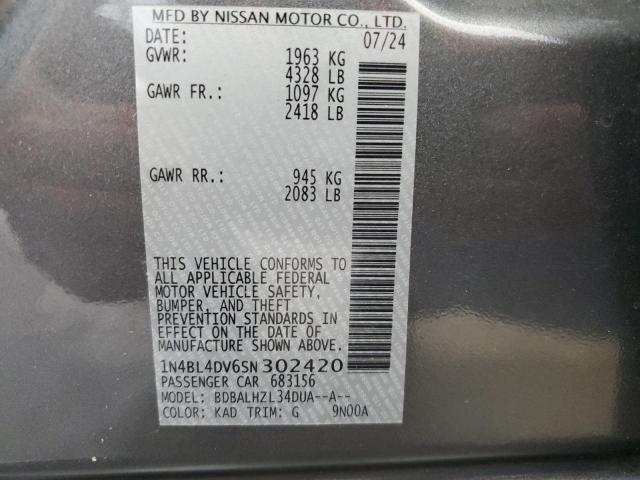 MFD BY NISSAN MOTOR CO., LTD.
DATE: 07/24
GVWR: 1963 KG
4328 LB
GAWR FR.: 1097 KG
2418 LB
GAWR RR.: 945 KG
2083 LB
THIS VEHICLE CONFORMS TO
ALL APPLICABLE FEDERAL
MOTOR VEHICLE SAFETY,
BUMPER, AND THEFT
PREVENTION STANDARDS IN
EFFECT ON THE DATE OF
MANUFACTURE SHOWN ABOVE.
1N4BL4DV6SN302420
PASSENGER CAR 683156
MODEL: BDBALHZL34DUA--A--
COLOR: KAD TRIM: G 9N00A